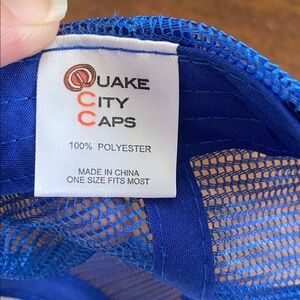 QUAKE
CITY
CAPS
100% POLYESTER
MADE IN CHINA
ONE SIZE FITS MOST